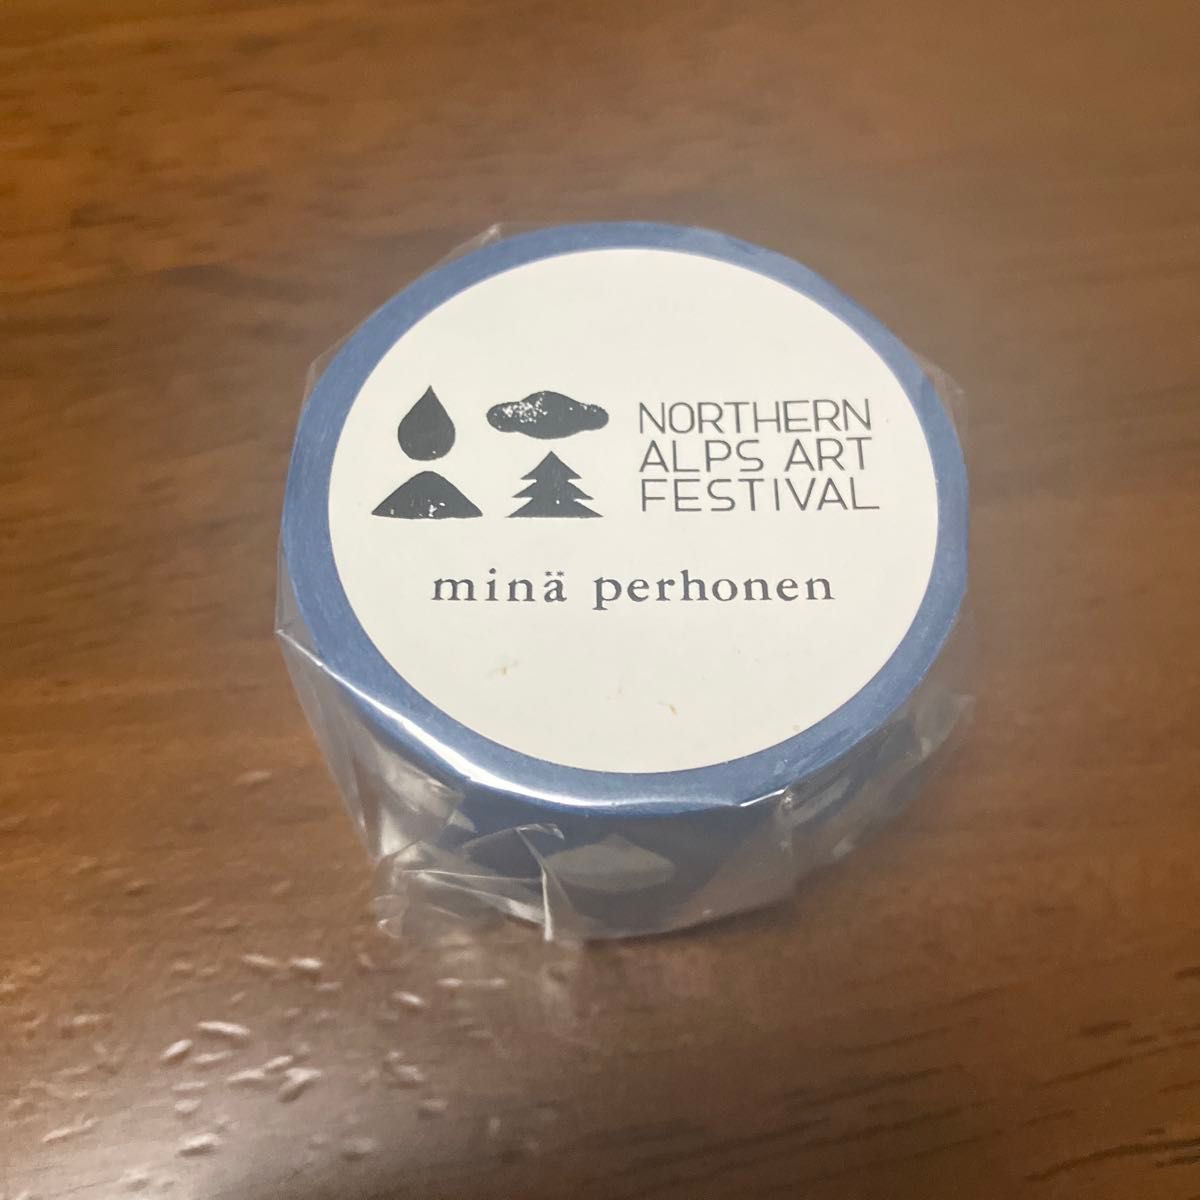 NORTHERN
ALPS ART
FESTIVAL
minä perhonen